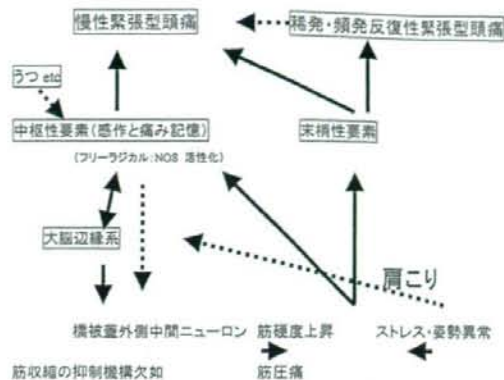 慢性緊張型頭痛
稀発・頻発反復性緊張型頭痛
うつ etc
中枢性要素(感作と痛み記憶)
末梢性要素
(フリーラジカル:NOS 活性化)
大脳辺縁系
肩こり
橋被蓋外側中間ニューロン 筋硬度上昇 ストレス・姿勢異常
筋収縮の抑制機構欠如 筋圧痛